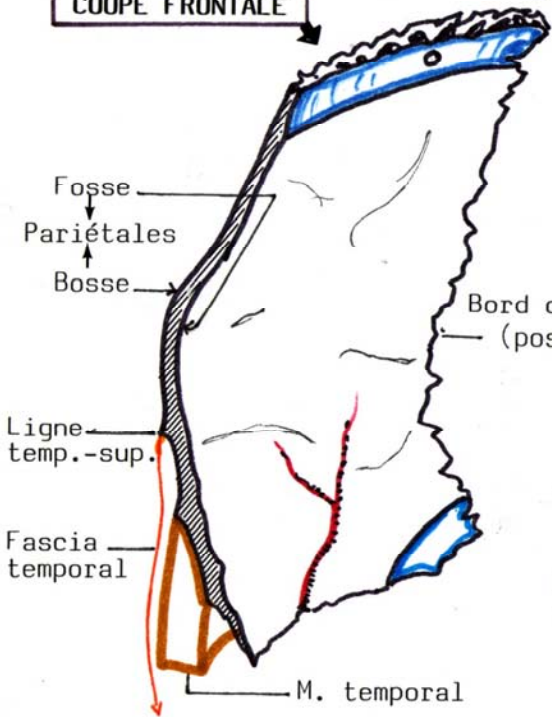 COUPE FRONTALE
Fosse
Pariétales
Bosse
Bord
(pos
Ligne
temp.-sup.
Fascia
temporal
M. temporal